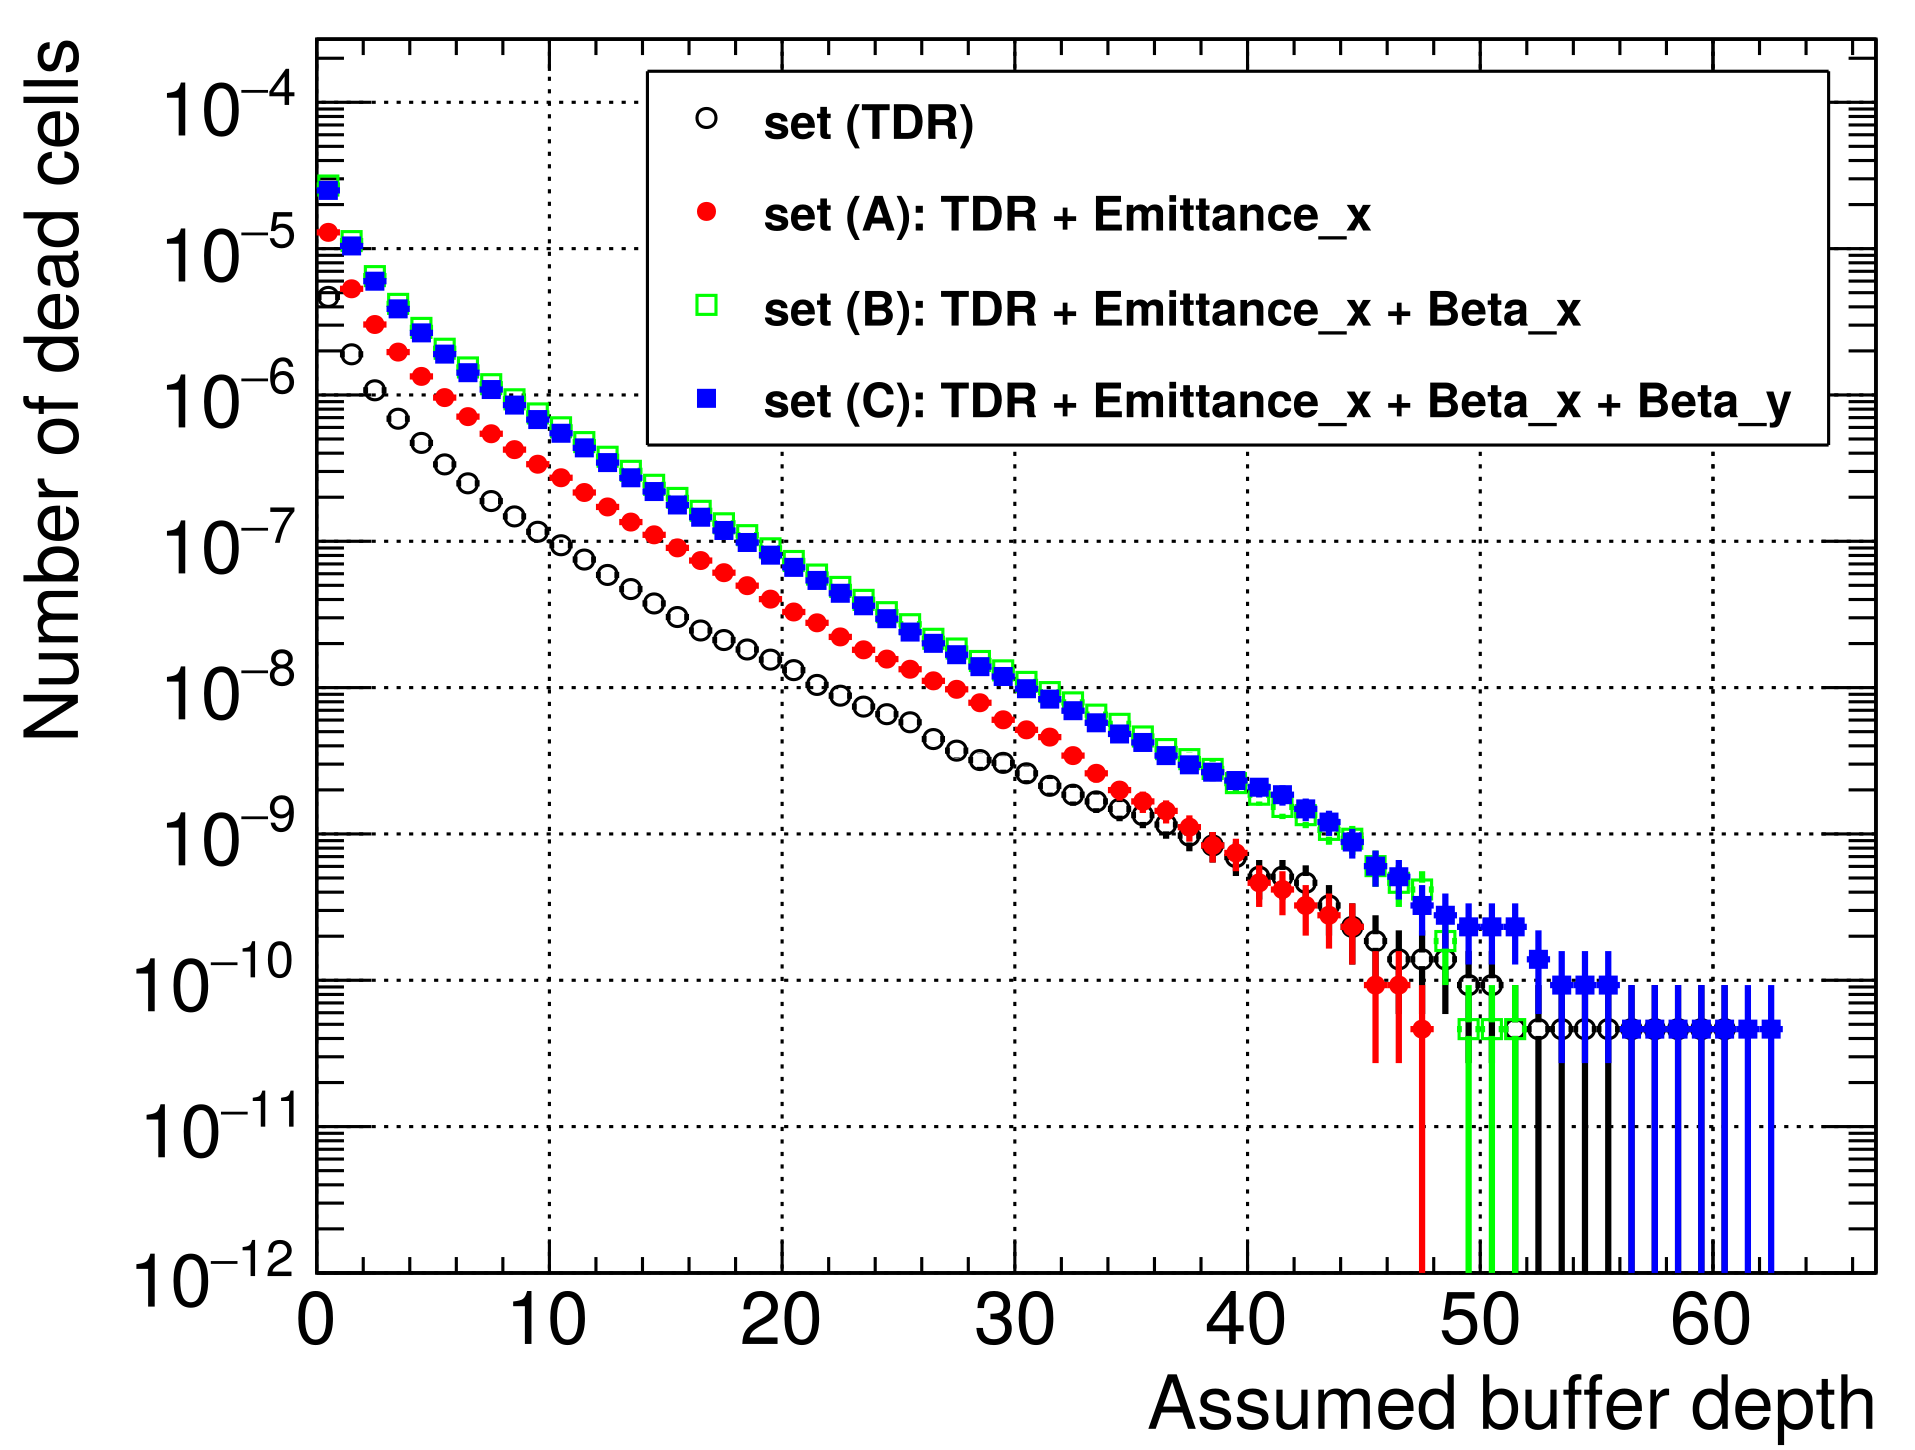 Number of dead cells
10−4
10−5
10−6
10−7
10−8
10−9
10−10
10−11
10−12
set (TDR)
set (A): TDR + Emittance_x
set (B): TDR + Emittance_x + Beta_x
set (C): TDR + Emittance_x + Beta_x + Beta_y
0 10 20 30 40 50 60
Assumed buffer depth